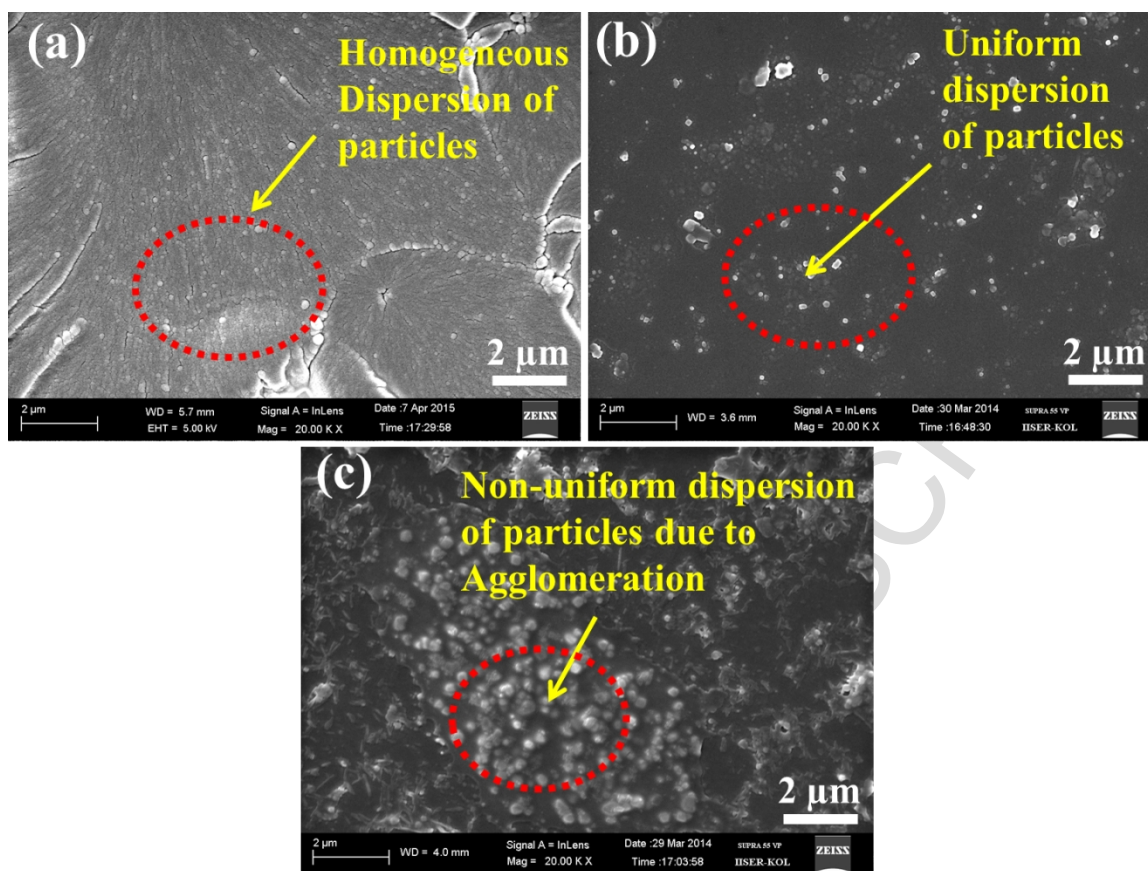 (a)
Homogeneous
Dispersion of
particles
2 µm
2 µm
WD = 5.7 mm
EHT = 5.00 kV
Signal A = InLens
Mag = 20.00 K X
Date :7 Apr 2015
Time :17:29:58
ZEISS
(b)
Uniform
dispersion
of particles
2 µm
2 µm
WD = 3.6 mm
Signal A = InLens
Mag = 20.00 K X
Date :30 Mar 2014
Time :16:48:30
SUPRA 55 VP
IISER-KOL
ZEISS
(c)
Non-uniform dispersion
of particles due to
Agglomeration
2 µm
2 µm
WD = 4.0 mm
Signal A = InLens
Mag = 20.00 K X
Date :29 Mar 2014
Time :17:03:58
SUPRA 55 VP
IISER-KOL
ZEISS